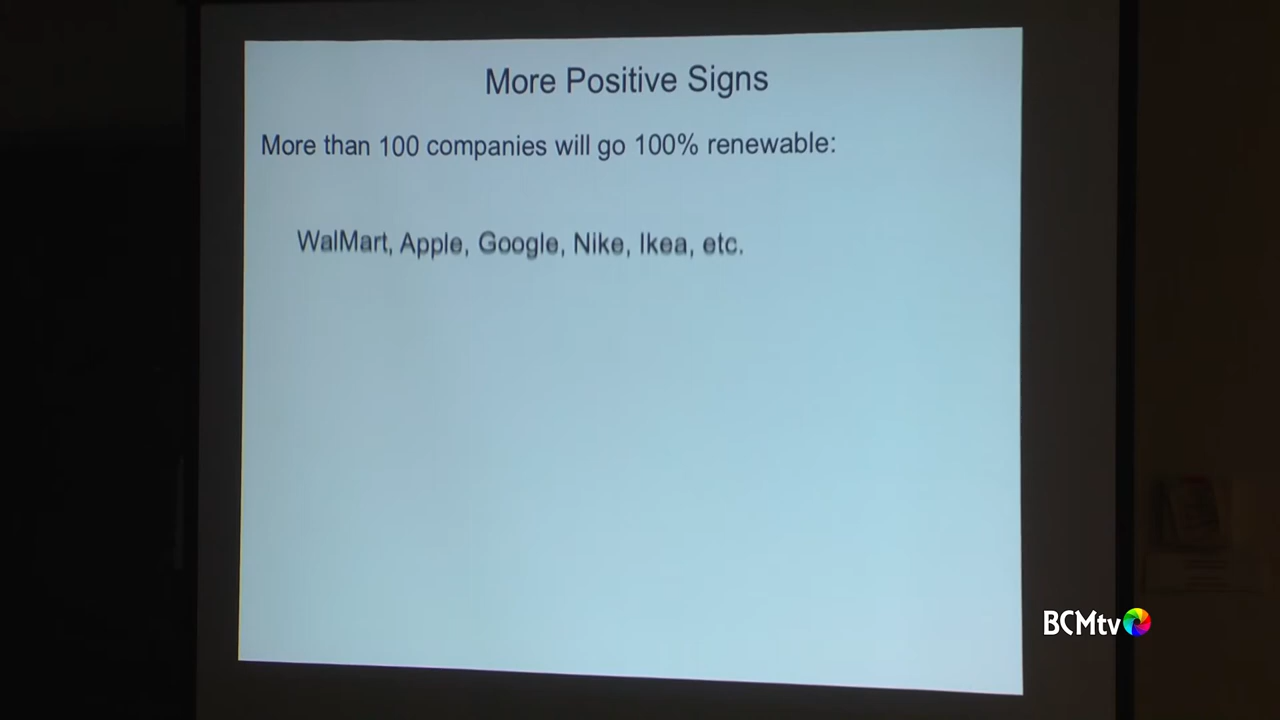 More Positive Signs
More than 100 companies will go 100% renewable:
WalMart, Apple, Google, Nike, Ikea, etc.
BCMtv